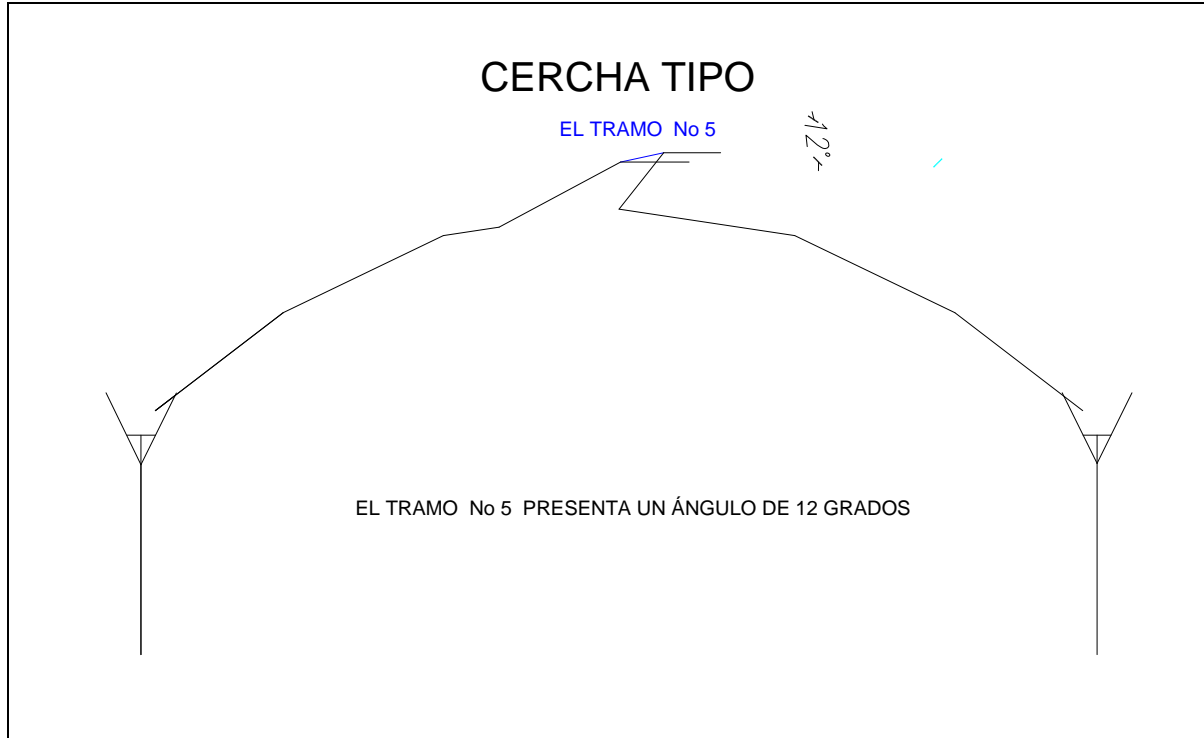 CERCHA TIPO
EL TRAMO No 5
12°
EL TRAMO No 5 PRESENTA UN ÁNGULO DE 12 GRADOS